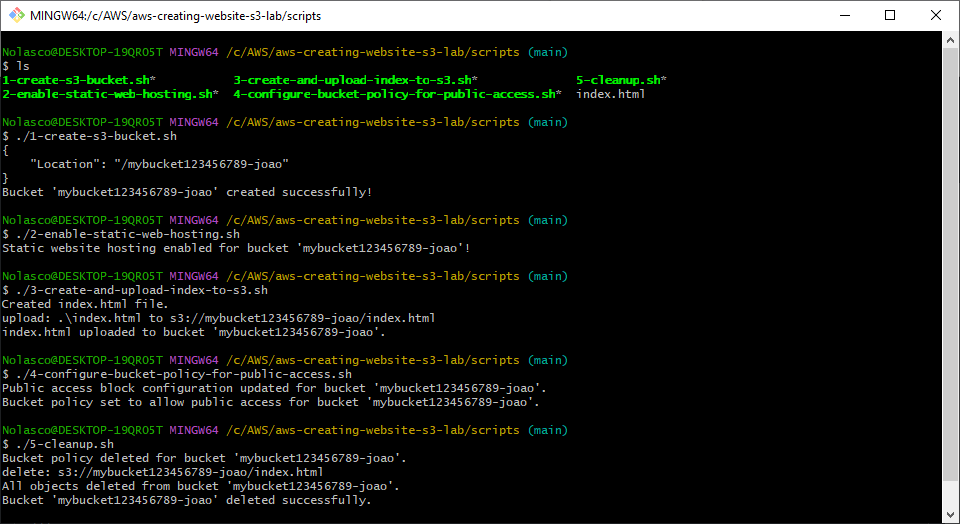 MINGW64:/c/AWS/aws-creating-website-s3-lab/scripts
Nolasco@DESKTOP-19QRO5T MINGW64 /c/AWS/aws-creating-website-s3-lab/scripts (main)
$ ls
1-create-s3-bucket.sh* 3-create-and-upload-index-to-s3.sh* 5-cleanup.sh*
2-enable-static-web-hosting.sh* 4-configure-bucket-policy-for-public-access.sh* index.html
Nolasco@DESKTOP-19QRO5T MINGW64 /c/AWS/aws-creating-website-s3-lab/scripts (main)
$ ./1-create-s3-bucket.sh
{
"Location": "/mybucket123456789-joao"
}
Bucket 'mybucket123456789-joao' created successfully!
Nolasco@DESKTOP-19QRO5T MINGW64 /c/AWS/aws-creating-website-s3-lab/scripts (main)
$ ./2-enable-static-web-hosting.sh
Static website hosting enabled for bucket 'mybucket123456789-joao'!
Nolasco@DESKTOP-19QRO5T MINGW64 /c/AWS/aws-creating-website-s3-lab/scripts (main)
$ ./3-create-and-upload-index-to-s3.sh
Created index.html file.
upload: .\index.html to s3://mybucket123456789-joao/index.html
index.html uploaded to bucket 'mybucket123456789-joao'.
Nolasco@DESKTOP-19QRO5T MINGW64 /c/AWS/aws-creating-website-s3-lab/scripts (main)
$ ./4-configure-bucket-policy-for-public-access.sh
Public access block configuration updated for bucket 'mybucket123456789-joao'.
Bucket policy set to allow public access for bucket 'mybucket123456789-joao'.
Nolasco@DESKTOP-19QRO5T MINGW64 /c/AWS/aws-creating-website-s3-lab/scripts (main)
$ ./5-cleanup.sh
Bucket policy deleted for bucket 'mybucket123456789-joao'.
delete: s3://mybucket123456789-joao/index.html
All objects deleted from bucket 'mybucket123456789-joao'.
Bucket 'mybucket123456789-joao' deleted successfully.